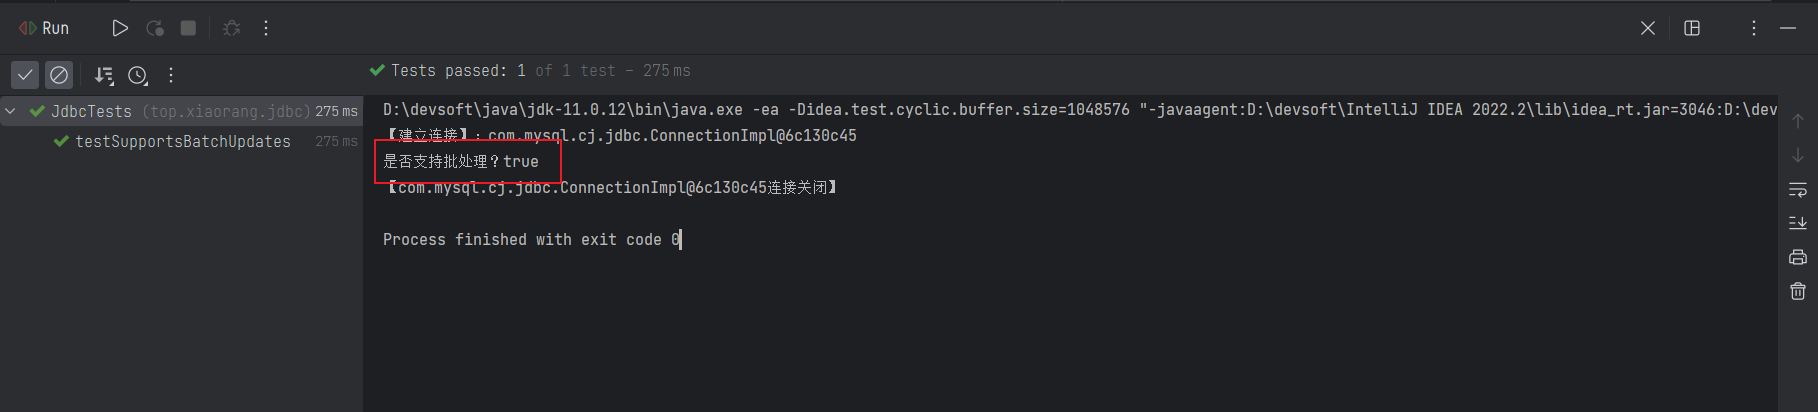 Run
Tests passed: 1 of 1 test – 275 ms
JdbcTests (top.xiaorang.jdbc) 275 ms
testSupportsBatchUpdates 275 ms
D:\devsoft\java\jdk-11.0.12\bin\java.exe -ea -Didea.test.cyclic.buffer.size=1048576 "-javaagent:D:\devsoft\IntelliJ IDEA 2022.2\lib\idea_rt.jar=3046:D:\dev
【建立连接】：com.mysql.cj.jdbc.ConnectionImpl@6c130c45
是否支持批处理？true
【com.mysql.cj.jdbc.ConnectionImpl@6c130c45连接关闭】
Process finished with exit code 0